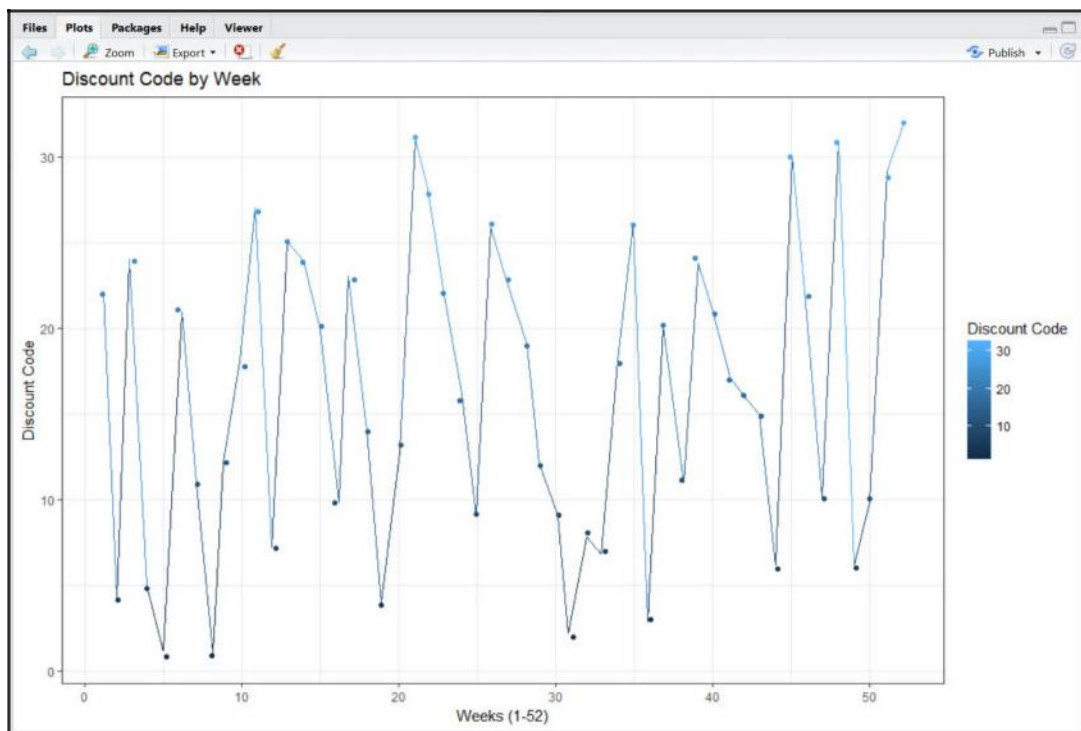 Files Plots Packages Help Viewer
Zoom Export Publish
Discount Code by Week
Discount Code
30
20
10
0
0 10 20 30 40 50
Weeks (1-52)
Discount Code
30
20
10